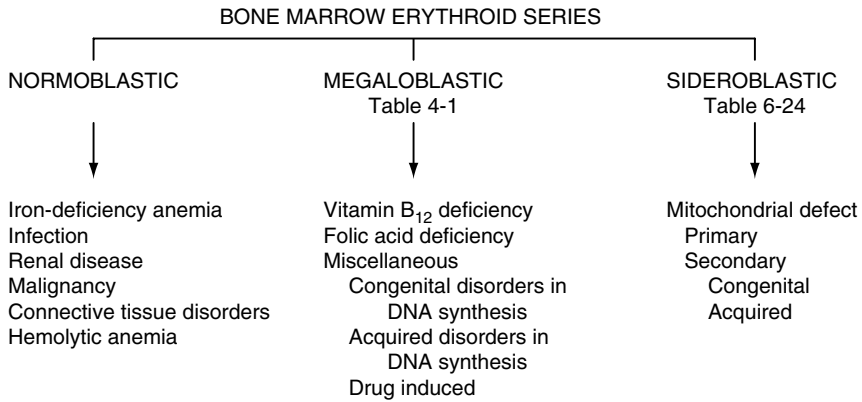 BONE MARROW ERYTHROID SERIES
NORMOBLASTIC
MEGALOBLASTIC
Table 4-1
SIDEROBLASTIC
Table 6-24
Iron-deficiency anemia
Infection
Renal disease
Malignancy
Connective tissue disorders
Hemolytic anemia
Vitamin B12 deficiency
Folic acid deficiency
Miscellaneous
Congenital disorders in
DNA synthesis
Acquired disorders in
DNA synthesis
Drug induced
Mitochondrial defect
Primary
Secondary
Congenital
Acquired